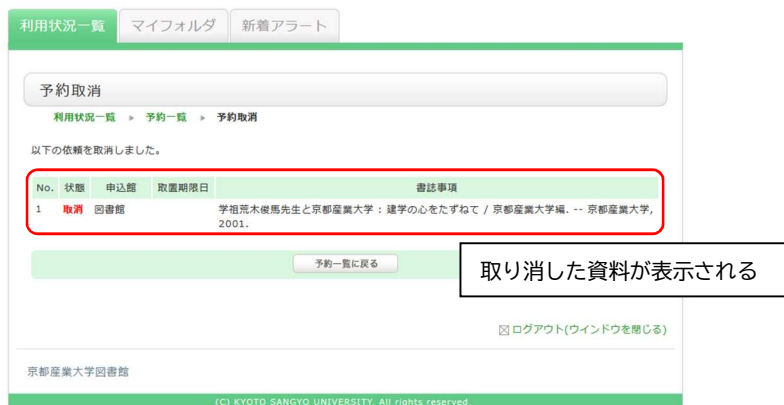 利用状況一覧 マイフォルダ 新着アラート
予約取消
利用状況一覧 ▶ 予約一覧 ▶ 予約取消
以下の依頼を取消しました。
No. 状態 申込館 取置期限日 書誌事項
1 取消 図書館 学祖荒木俊馬先生と京都産業大学 : 建学の心をたずねて / 京都産業大学編. -- 京都産業大学,
2001.
予約一覧に戻る
取り消した資料が表示される
ログアウト(ウインドウを閉じる)
京都産業大学図書館
(C) KYOTO SANGYO UNIVERSITY. All rights reserved.